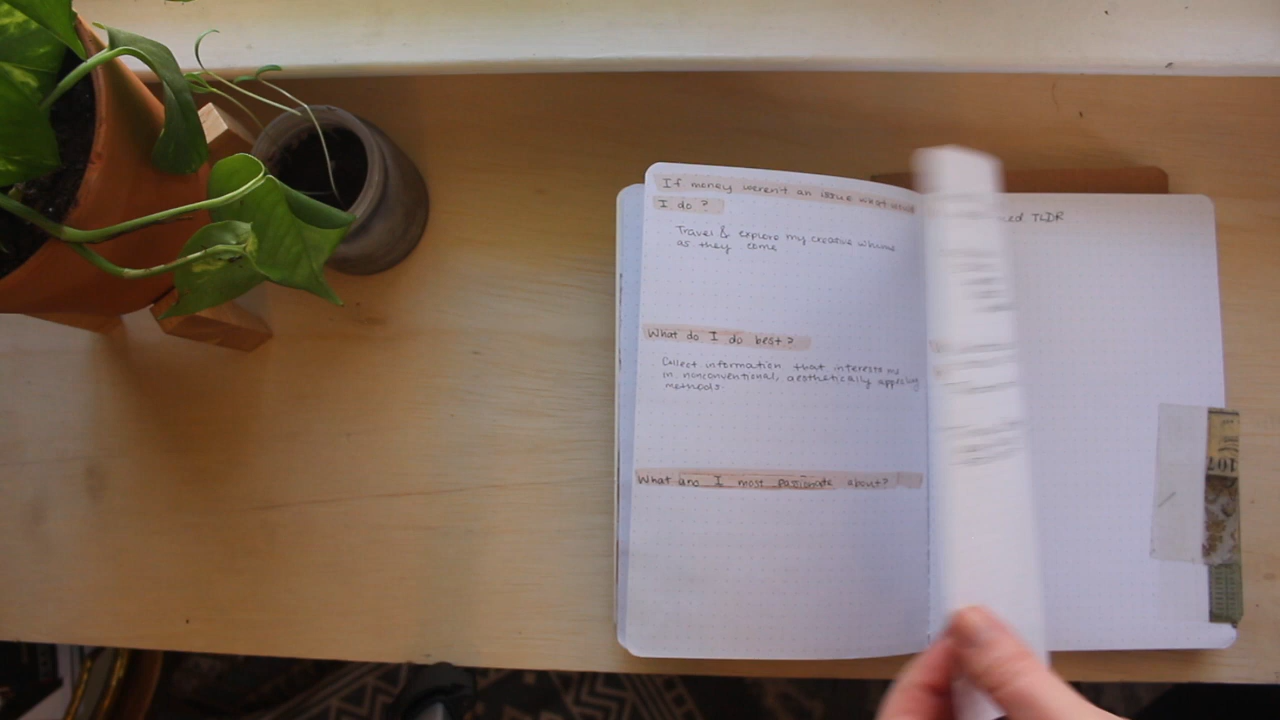 If money weren't an issue what would
I do?
Travel & explore my creative whims
as they come
What do I do best?
Collect information that interests me
in nonconventional, aesthetically appealing
methods.
What am I most passionate about?
TLDR
107